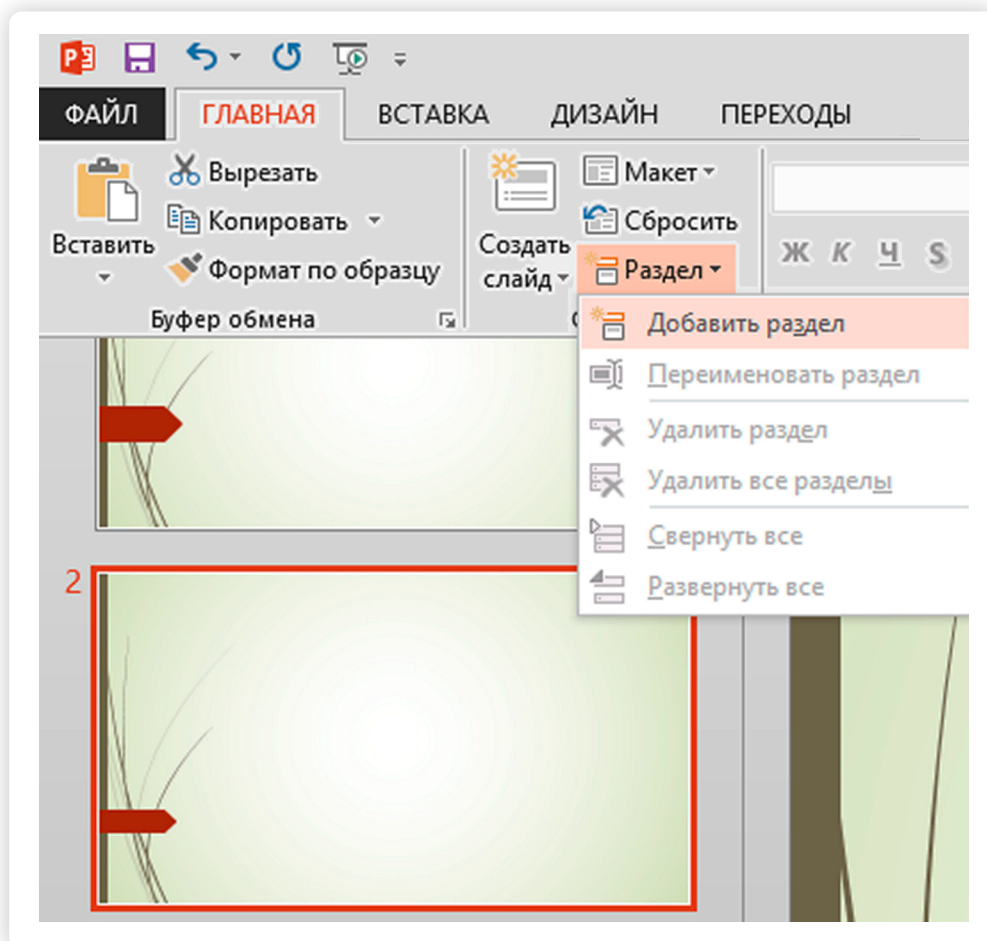 ФАЙЛ ГЛАВНАЯ ВСТАВКА ДИЗАЙН ПЕРЕХОДЫ
Вставить
Вырезать
Копировать
Формат по образцу
Буфер обмена
Создать
слайд
Макет
Сбросить
Раздел
Ж К Ч S
Добавить раздел
Переименовать раздел
Удалить раздел
Удалить все разделы
Свернуть все
Развернуть все
2